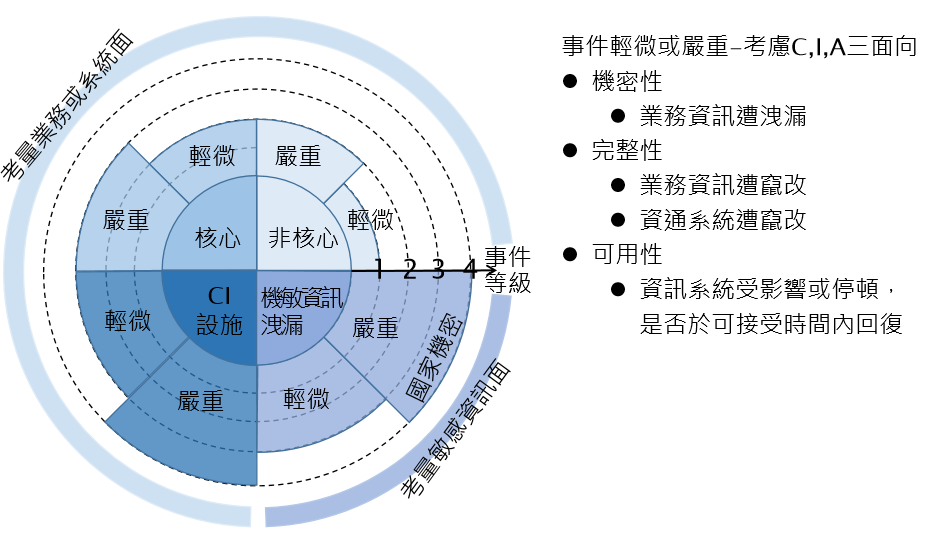 考量業務或系統面
輕微
嚴重
嚴重
輕微
核心
非核心
1
2
3
4
事件
等級
CI
設施
機敏資訊
洩漏
輕微
嚴重
嚴重
輕微
國家機密
考量敏感資訊面
事件輕微或嚴重–考慮C,I,A三面向
● 機密性
● 業務資訊遭洩漏
● 完整性
● 業務資訊遭竄改
● 資通系統遭竄改
● 可用性
● 資訊系統受影響或停頓，
是否於可接受時間內回復